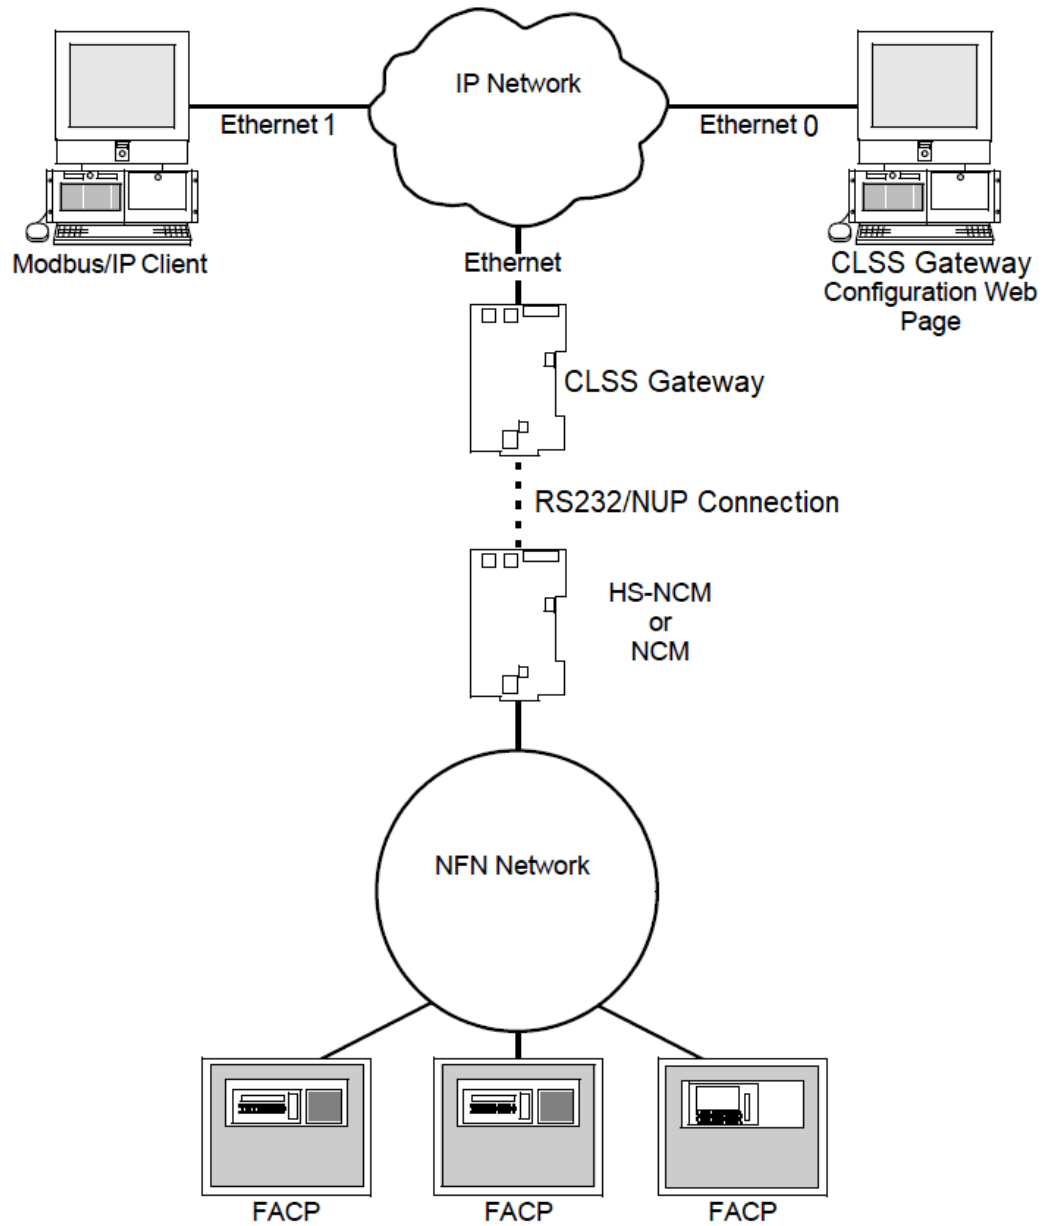 IP Network
Ethernet 1
Ethernet 0
Modbus/IP Client
Ethernet
CLSS Gateway
Configuration Web
Page
CLSS Gateway
RS232/NUP Connection
HS-NCM
or
NCM
NFN Network
FACP
FACP
FACP